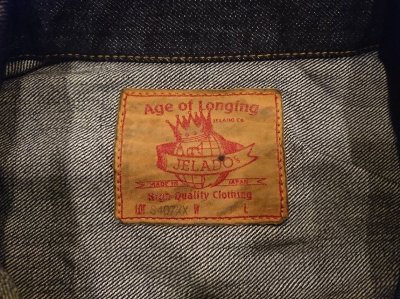 Age of Longing
JELADO Co.
JELADO's
MADE IN JAPAN
High Quality Clothing
L